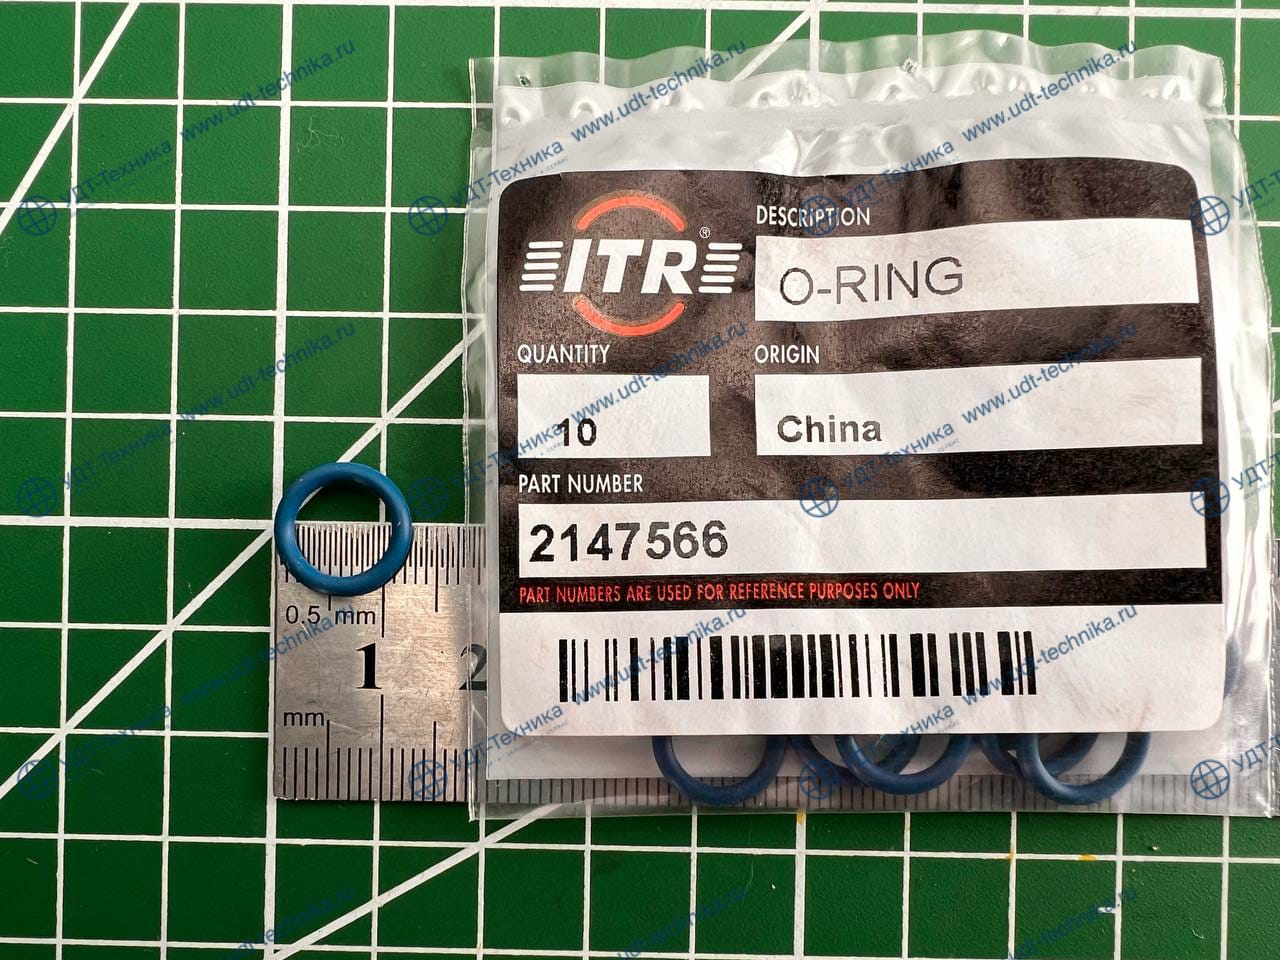 ITR®
DESCRIPTION
O-RING
QUANTITY
10
ORIGIN
China
PART NUMBER
2147566
PART NUMBERS ARE USED FOR REFERENCE PURPOSES ONLY
0.5 mm
1
2
mm
УДТ-Техника
www.udt-technika.ru